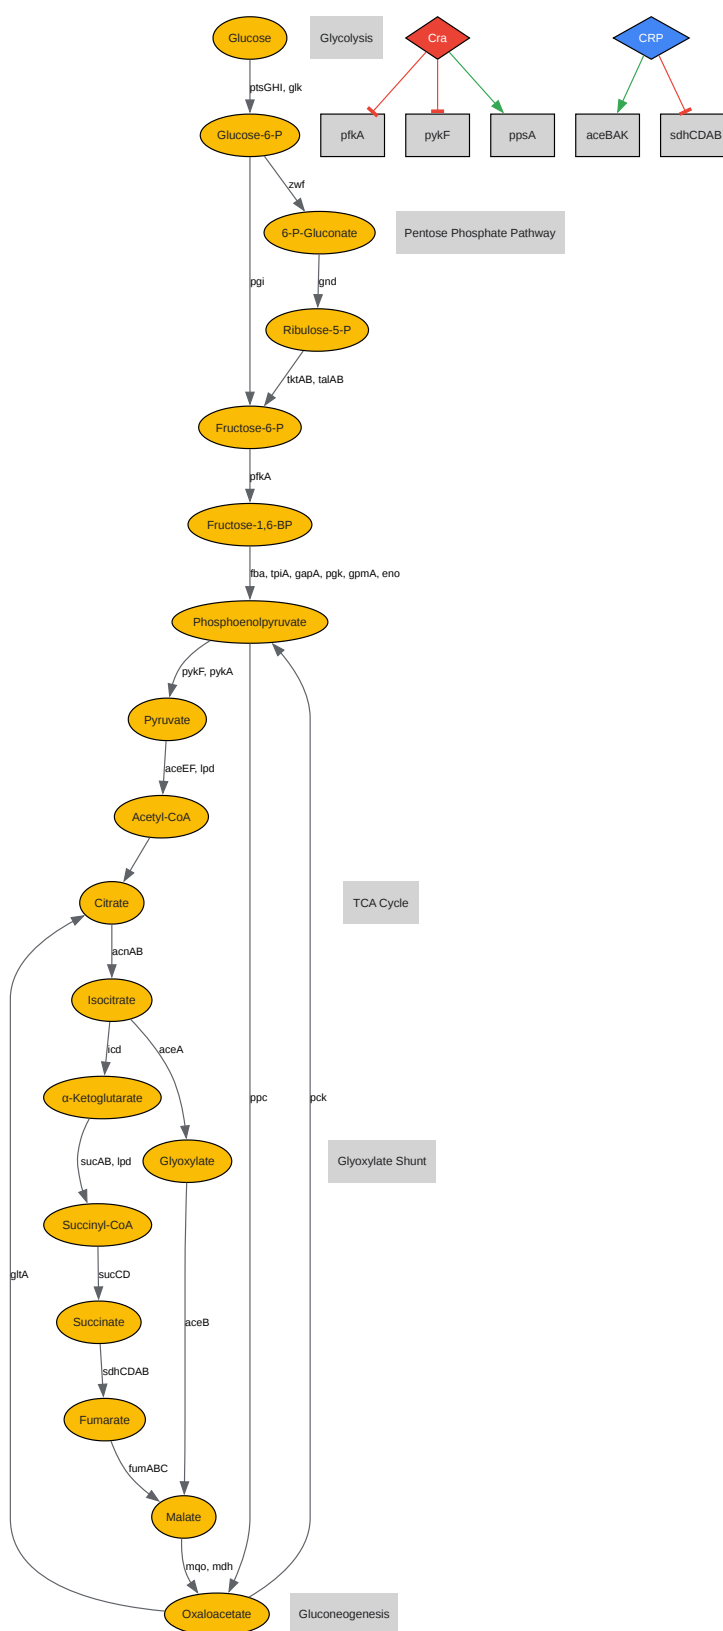 Glucose
Glycolysis
Cra
CRP
ptsGHI, glk
Glucose-6-P
pfkA
pykF
ppsA
aceBAK
sdhCDAB
zwf
6-P-Gluconate
Pentose Phosphate Pathway
pgi
gnd
Ribulose-5-P
tktAB, talAB
Fructose-6-P
pfkA
Fructose-1,6-BP
fba, tpiA, gapA, pgk, gpmA, eno
Phosphoenolpyruvate
pykF, pykA
Pyruvate
aceEF, lpd
Acetyl-CoA
Citrate
TCA Cycle
acnAB
Isocitrate
icd
aceA
α-Ketoglutarate
ppc
pck
sucAB, lpd
Glyoxylate
Glyoxylate Shunt
Succinyl-CoA
gltA
sucCD
Succinate
aceB
sdhCDAB
Fumarate
fumABC
Malate
mqo, mdh
Oxaloacetate
Gluconeogenesis